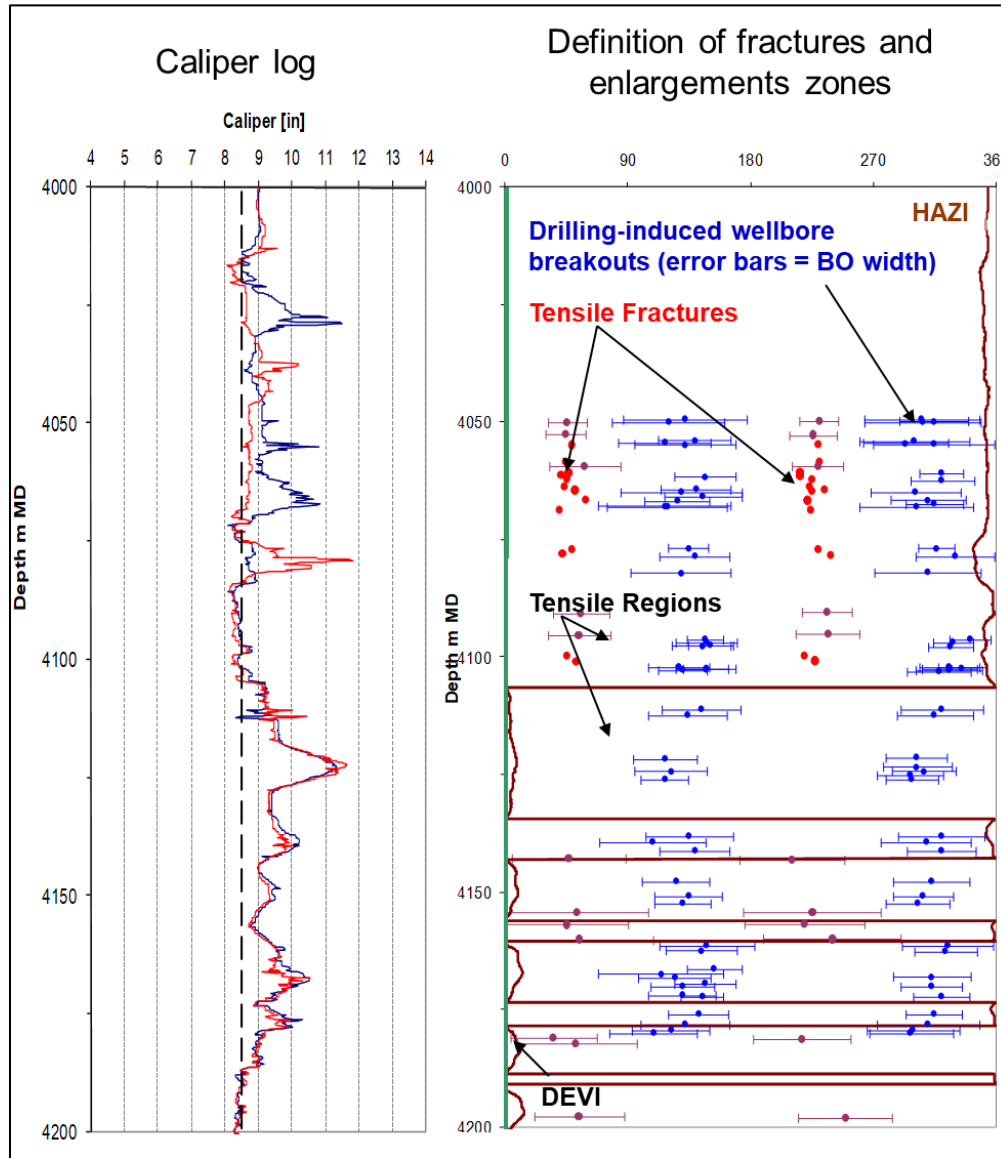 Caliper log
Caliper [in]
4 5 6 7 8 9 10 11 12 13 14
4000
4050
4100
4150
4200
Depth m MD
Definition of fractures and
enlargements zones
0 90 180 270 36
4000
4050
4100
4150
4200
Depth m MD
HAZI
Drilling-induced wellbore
breakouts (error bars = BO width)
Tensile Fractures
Tensile Regions
DEVI